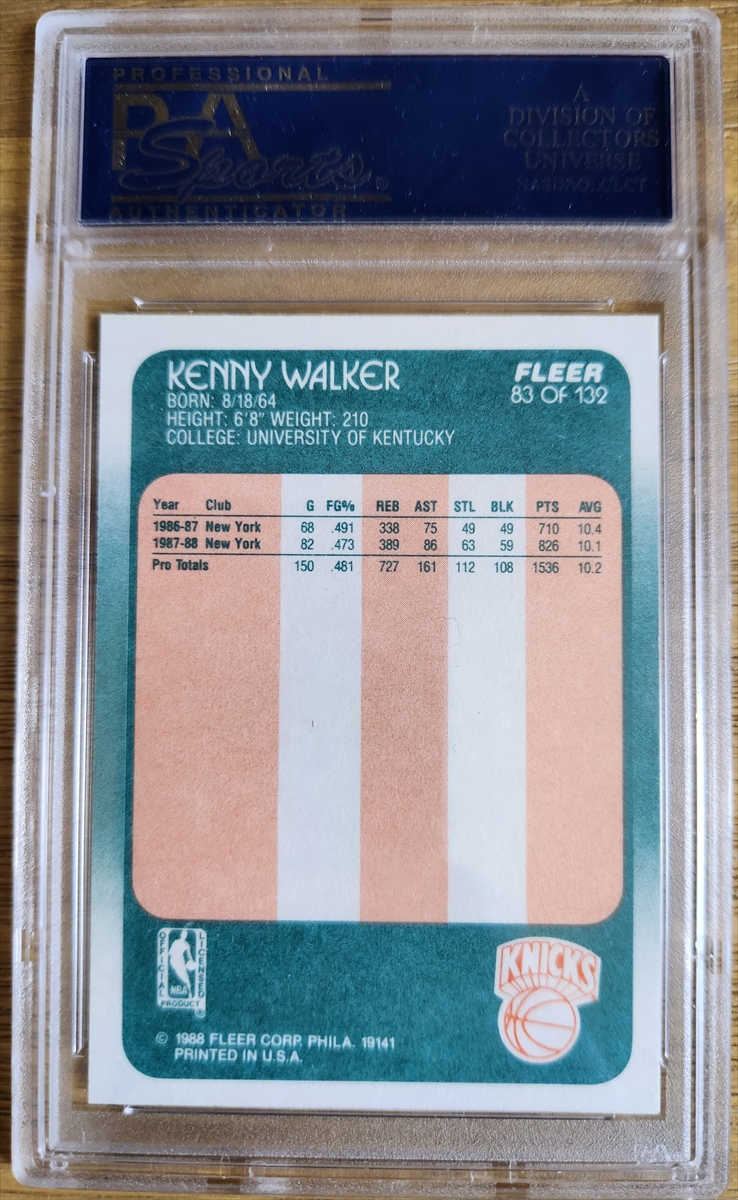 PROFESSIONAL
PSA
Sports®
AUTHENTICATOR
A
DIVISION OF
COLLECTORS
UNIVERSE
NASDAQ: CLCT
KENNY WALKER
BORN: 8/18/64
HEIGHT: 6'8" WEIGHT: 210
COLLEGE: UNIVERSITY OF KENTUCKY
FLEER
83 OF 132
Year Club G FG% REB AST STL BLK PTS AVG
1986-87 New York 68 .491 338 75 49 49 710 10.4
1987-88 New York 82 .473 389 86 63 59 826 10.1
Pro Totals 150 .481 727 161 112 108 1536 10.2
OFFICIAL
LICENSED
NBA
PRODUCT
®
KNICKS
© 1988 FLEER CORP. PHILA. 19141
PRINTED IN U.S.A.